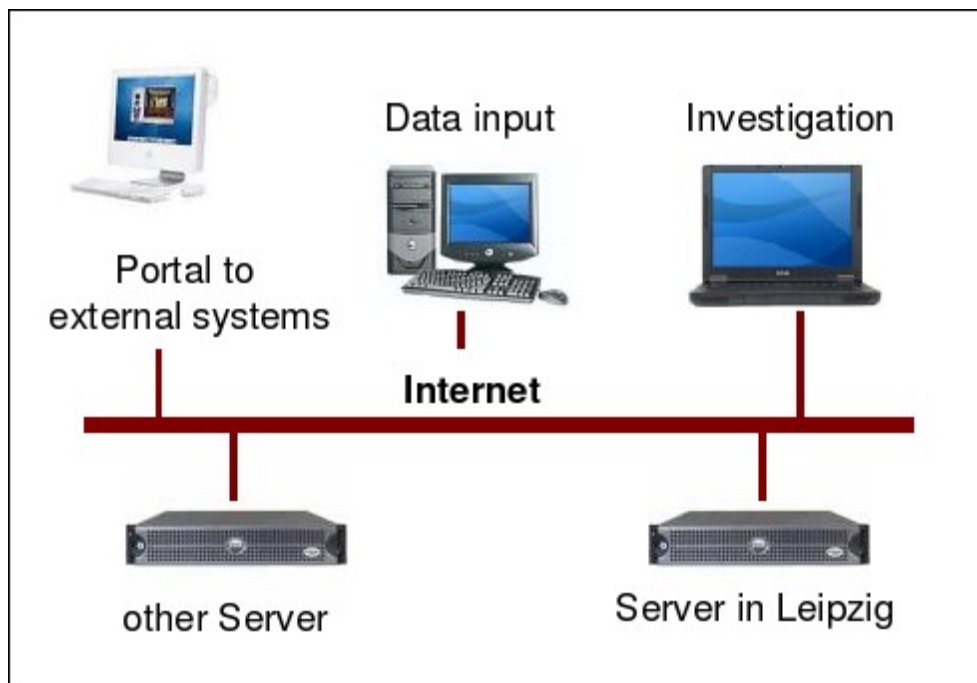 Data input
Investigation
Portal to
external systems
Internet
other Server
Server in Leipzig